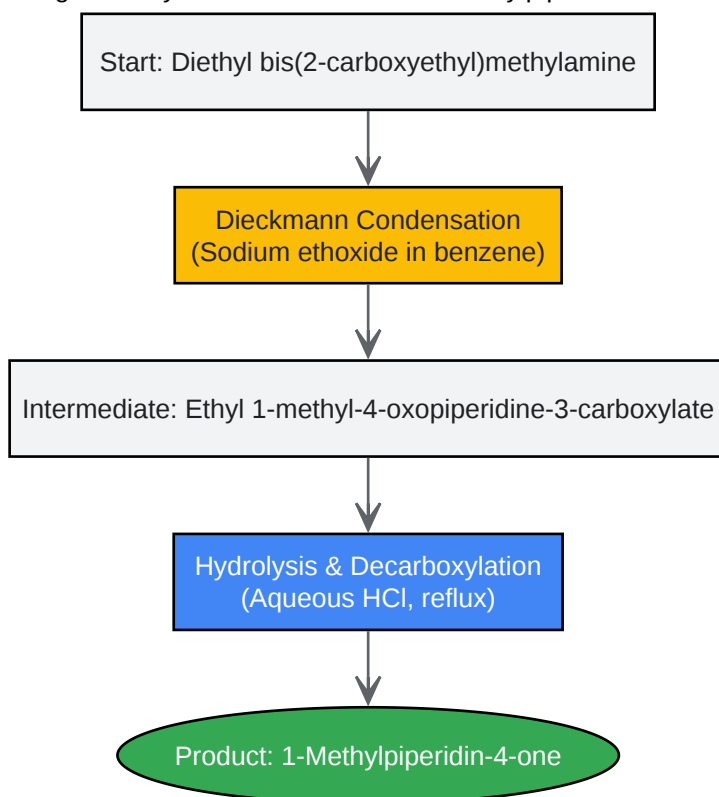 Start: Diethyl bis(2-carboxyethyl)methylamine
Dieckmann Condensation
(Sodium ethoxide in benzene)
Intermediate: Ethyl 1-methyl-4-oxopiperidine-3-carboxylate
Hydrolysis & Decarboxylation
(Aqueous HCl, reflux)
Product: 1-Methylpiperidin-4-one